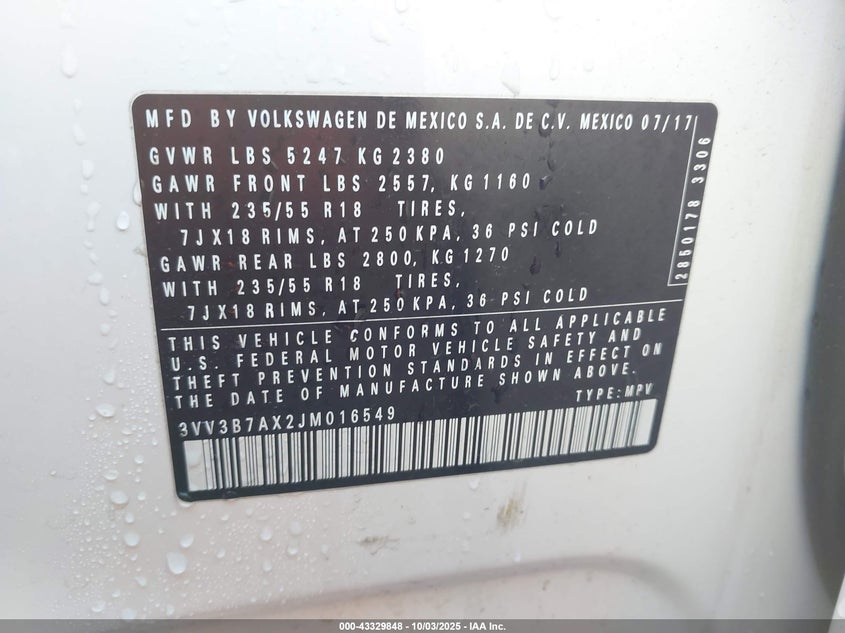 MFD BY VOLKSWAGEN DE MEXICO S.A. DE C.V. MEXICO 07/17
GVWR LBS 5247 KG 2380
GAWR FRONT LBS 2557, KG 1160
WITH 235/55 R18 TIRES,
7JX18 RIMS, AT 250 KPA, 36 PSI COLD
GAWR REAR LBS 2800, KG 1270
WITH 235/55 R18 TIRES,
7JX18 RIMS, AT 250 KPA, 36 PSI COLD
2850178 3306
THIS VEHICLE CONFORMS TO ALL APPLICABLE
U.S. FEDERAL MOTOR VEHICLE SAFETY AND
THEFT PREVENTION STANDARDS IN EFFECT ON
THE DATE OF MANUFACTURE SHOWN ABOVE.
TYPE: MPV
3VV3B7AX2JM016549
000-43329848 - 10/03/2025 - IAA Inc.